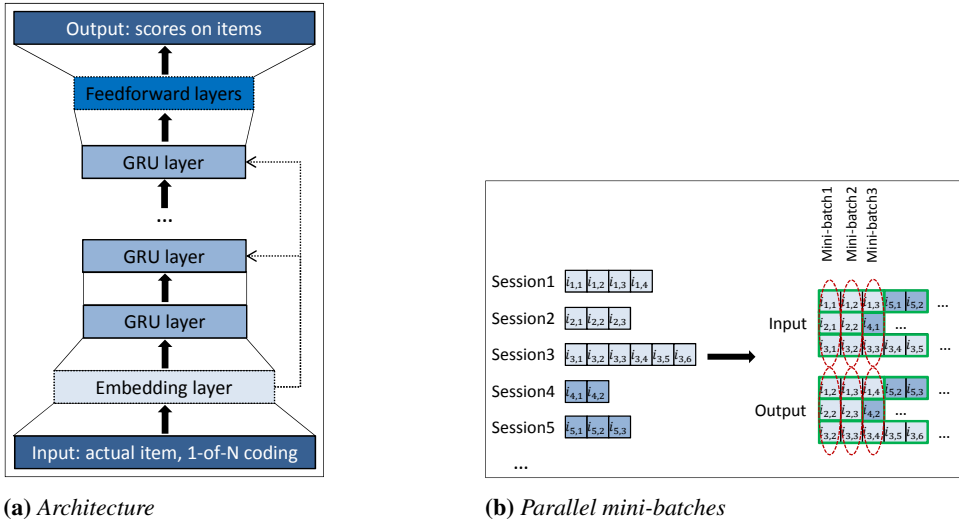 Output: scores on items
Feedforward layers
GRU layer
...
GRU layer
GRU layer
Embedding layer
Input: actual item, 1-of-N coding
(a) Architecture
Mini-batch1
Mini-batch2
Mini-batch3
Session1 i1,1 i1,2 i1,3 i1,4
Session2 i2,1 i2,2 i2,3
Session3 i3,1 i3,2 i3,3 i3,4 i3,5 i3,6
Session4 i4,1 i4,2
Session5 i5,1 i5,2 i5,3
...
Input
i1,1 i1,2 i1,3 i5,1 i5,2 ...
i2,1 i2,2 i4,1 ...
i3,1 i3,2 i3,3 i3,4 i3,5 ...
Output
i1,2 i1,3 i1,4 i5,2 i5,3 ...
i2,2 i2,3 i4,2 ...
i3,2 i3,3 i3,4 i3,5 i3,6 ...
(b) Parallel mini-batches